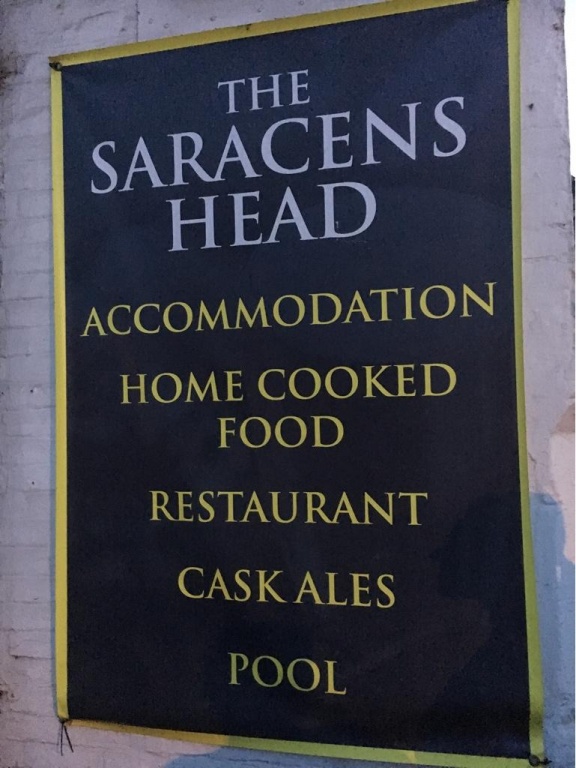 THE
SARACENS
HEAD
ACCOMMODATION
HOME COOKED
FOOD
RESTAURANT
CASK ALES
POOL